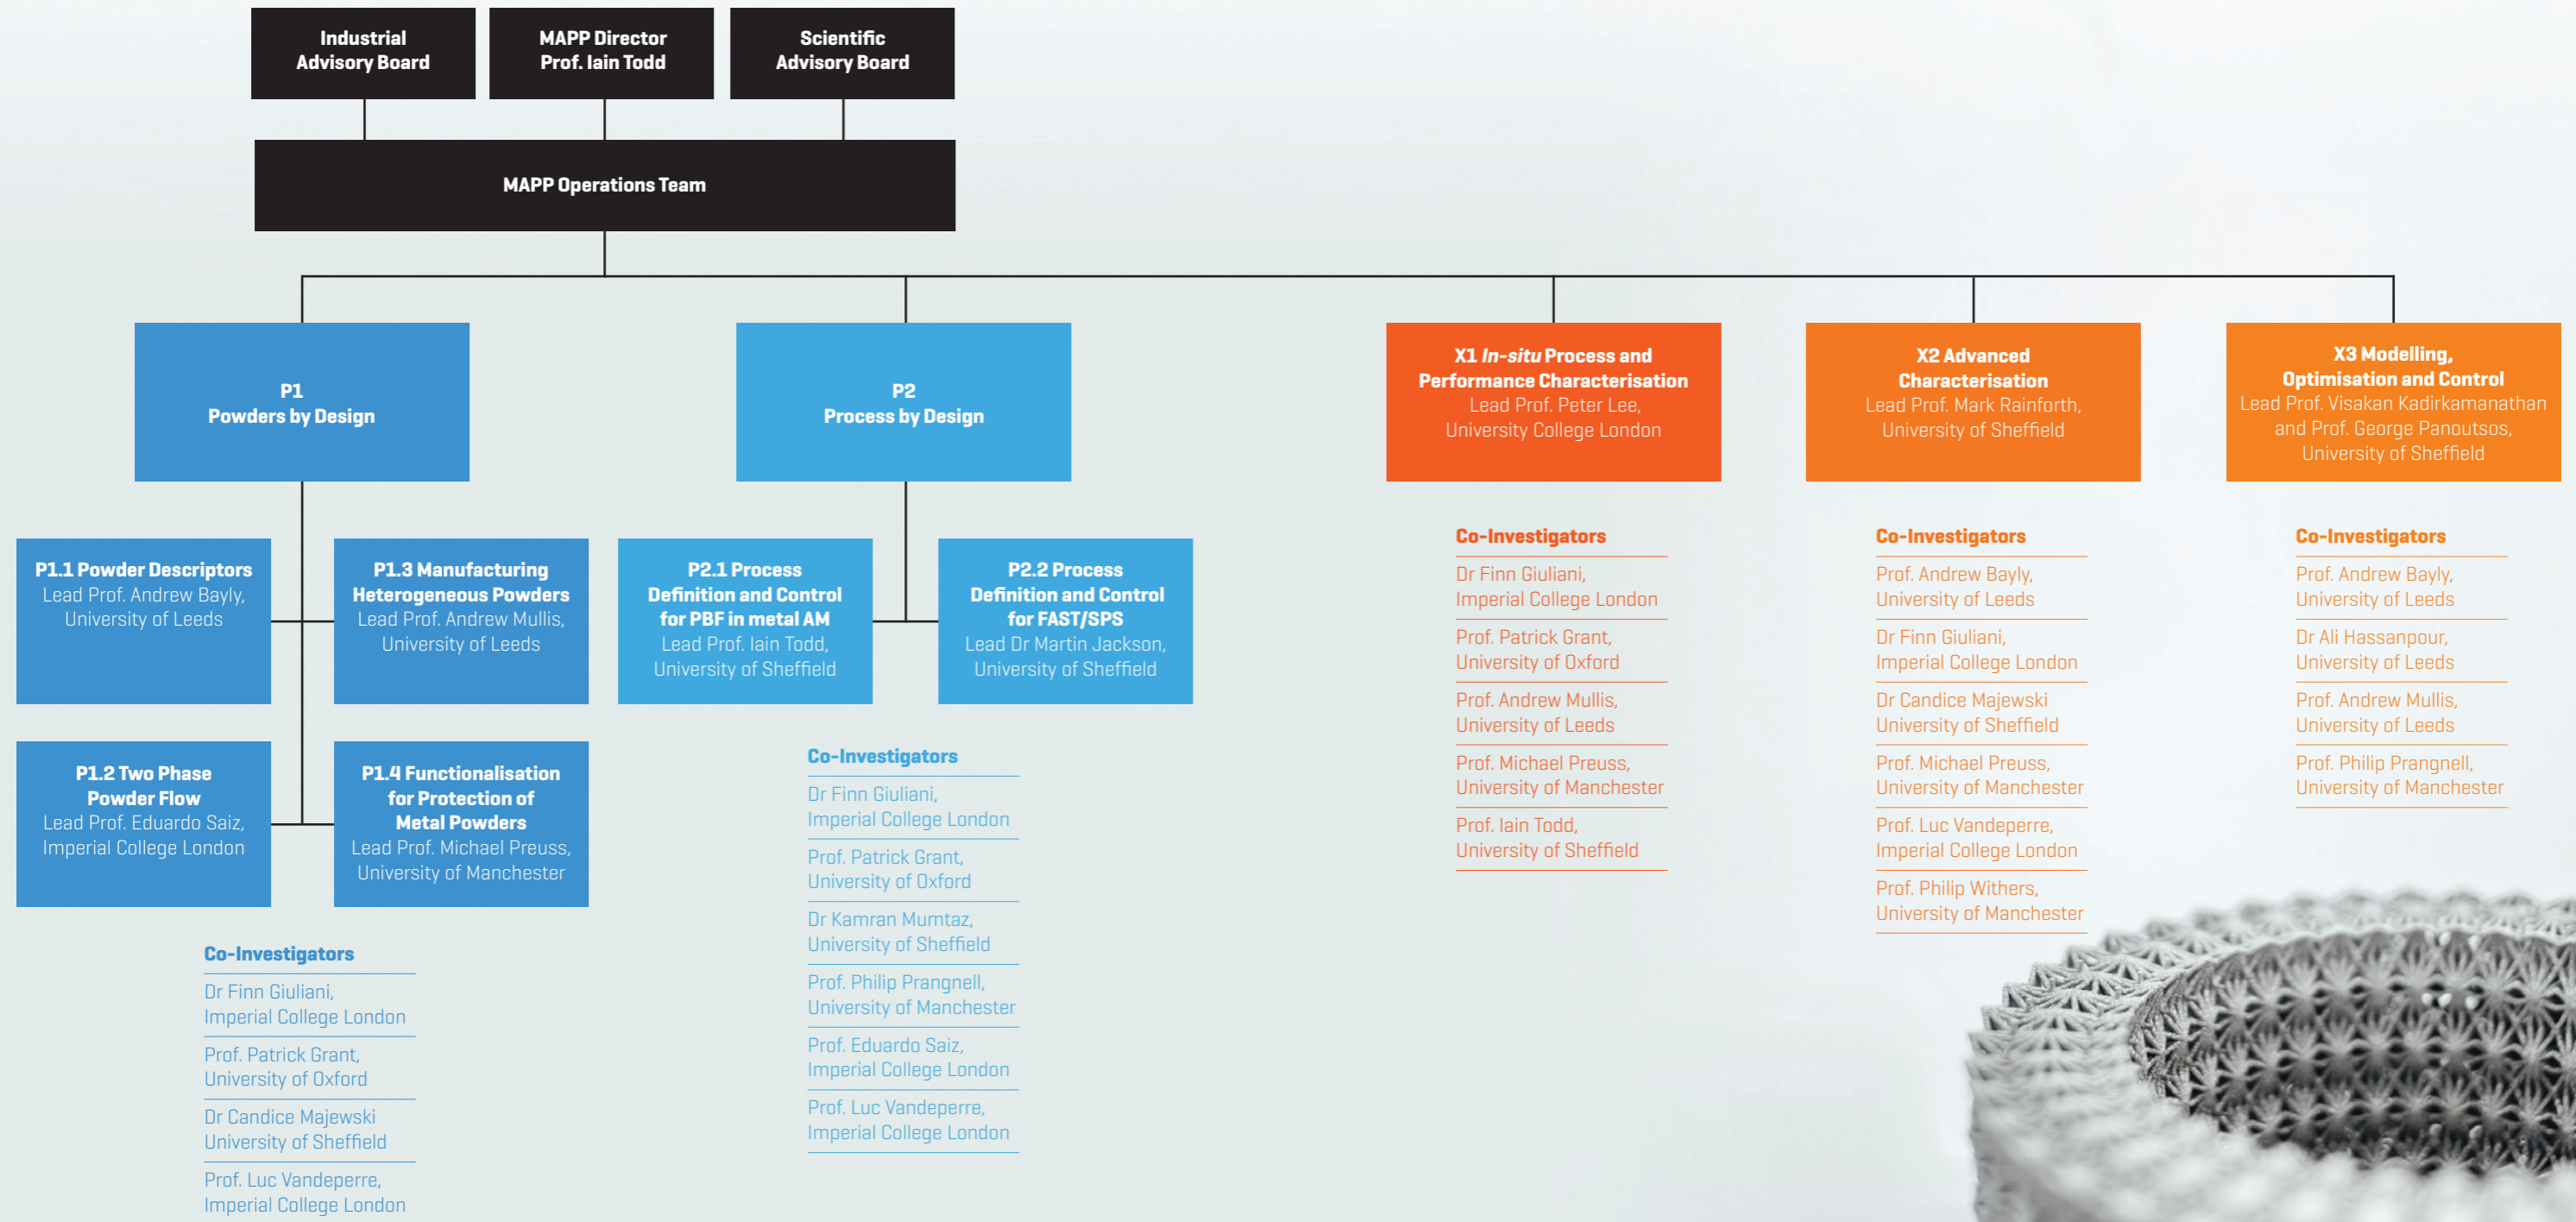 Industrial
Advisory Board
MAPP Director
Prof. Iain Todd
Scientific
Advisory Board
MAPP Operations Team
P1
Powders by Design
P2
Process by Design
X1 In-situ Process and
Performance Characterisation
Lead Prof. Peter Lee,
University College London
X2 Advanced
Characterisation
Lead Prof. Mark Rainforth,
University of Sheffield
X3 Modelling,
Optimisation and Control
Lead Prof. Visakan Kadirkamanathan
and Prof. George Panoutsos,
University of Sheffield
P1.1 Powder Descriptors
Lead Prof. Andrew Bayly,
University of Leeds
P1.3 Manufacturing
Heterogeneous Powders
Lead Prof. Andrew Mullis,
University of Leeds
P1.2 Two Phase
Powder Flow
Lead Prof. Eduardo Saiz,
Imperial College London
P1.4 Functionalisation
for Protection of
Metal Powders
Lead Prof. Michael Preuss,
University of Manchester
Co-Investigators
Dr Finn Giuliani,
Imperial College London
Prof. Patrick Grant,
University of Oxford
Dr Candice Majewski
University of Sheffield
Prof. Luc Vandeperre,
Imperial College London
P2.1 Process
Definition and Control
for PBF in metal AM
Lead Prof. Iain Todd,
University of Sheffield
P2.2 Process
Definition and Control
for FAST/SPS
Lead Dr Martin Jackson,
University of Sheffield
Co-Investigators
Dr Finn Giuliani,
Imperial College London
Prof. Patrick Grant,
University of Oxford
Dr Kamran Mumtaz,
University of Sheffield
Prof. Philip Prangnell,
University of Manchester
Prof. Eduardo Saiz,
Imperial College London
Prof. Luc Vandeperre,
Imperial College London
Co-Investigators
Dr Finn Giuliani,
Imperial College London
Prof. Patrick Grant,
University of Oxford
Prof. Andrew Mullis,
University of Leeds
Prof. Michael Preuss,
University of Manchester
Prof. Iain Todd,
University of Sheffield
Co-Investigators
Prof. Andrew Bayly,
University of Leeds
Dr Finn Giuliani,
Imperial College London
Dr Candice Majewski
University of Sheffield
Prof. Michael Preuss,
University of Manchester
Prof. Luc Vandeperre,
Imperial College London
Prof. Philip Withers,
University of Manchester
Co-Investigators
Prof. Andrew Bayly,
University of Leeds
Dr Ali Hassanpour,
University of Leeds
Prof. Andrew Mullis,
University of Leeds
Prof. Philip Prangnell,
University of Manchester